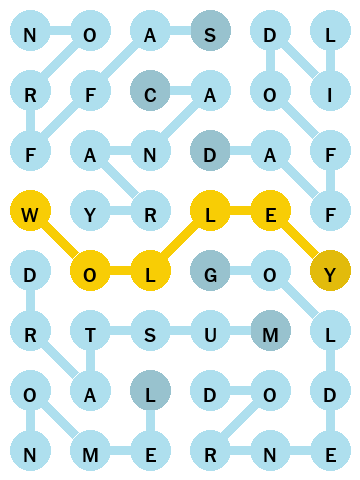 N O A S D L
R F C A O I
F A N D A F
W Y R L E F
D O L G O Y
R T S U M L
O A L D O D
N M E R N E